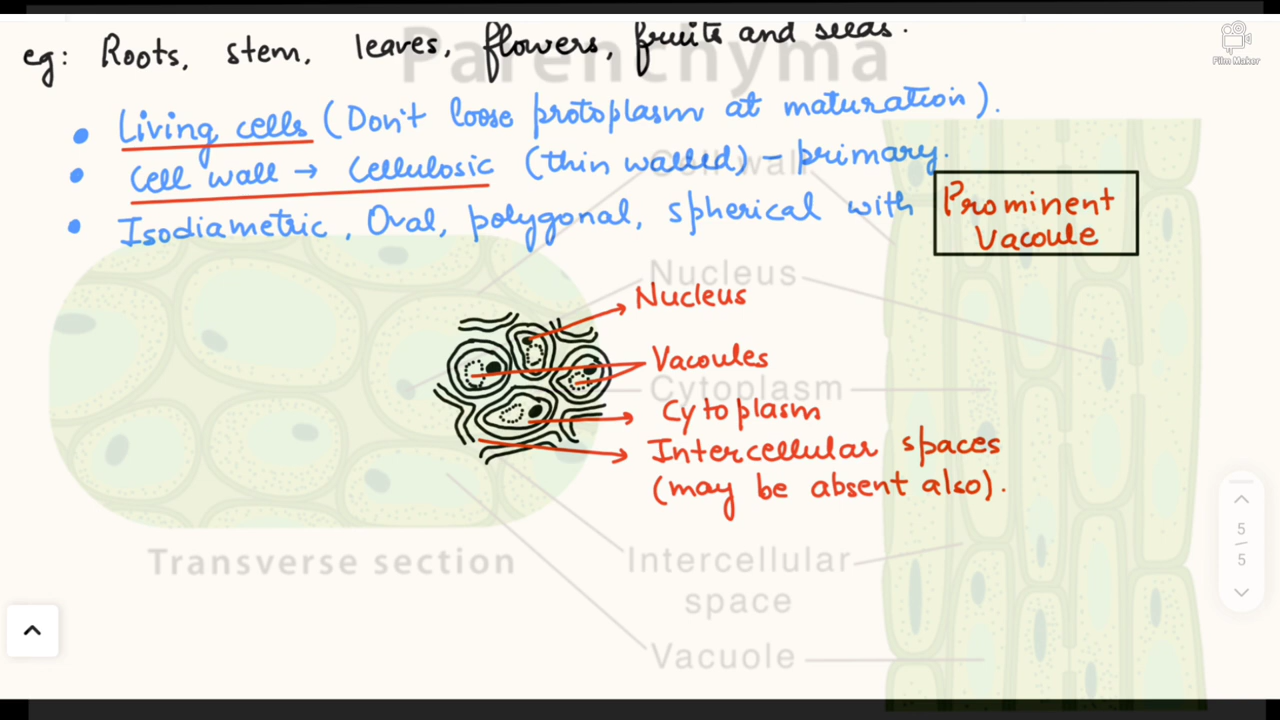 Parenchyma
eg: Roots, stem, leaves, flowers, fruits and seeds.
Film Maker
• Living cells (Don't loose protoplasm at maturation).
• Cell wall → Cellulosic (thin walled) – primary.
Cell wall
• Isodiametric, Oval, polygonal, spherical with Prominent
Vacoule
Nucleus
Nucleus
Vacoules
Cytoplasm
Cytoplasm
Intercellular spaces
(may be absent also).
5
5
Transverse section
Intercellular
space
Vacuole